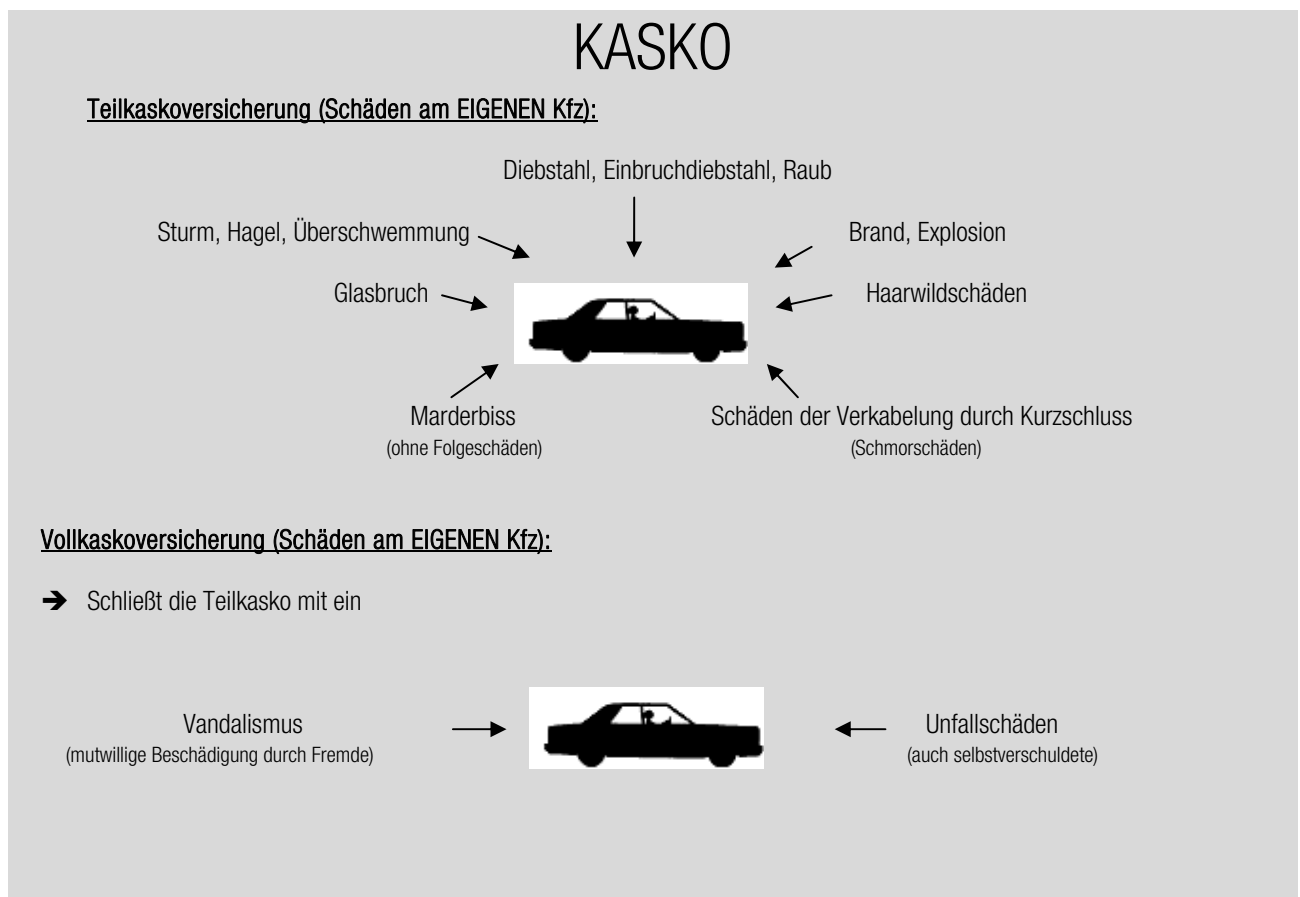 KASKO
Teilkaskoversicherung (Schäden am EIGENEN Kfz):
Diebstahl, Einbruchdiebstahl, Raub
Sturm, Hagel, Überschwemmung
Brand, Explosion
Glasbruch
Haarwildschäden
Marderbiss
(ohne Folgeschäden)
Schäden der Verkabelung durch Kurzschluss
(Schmorschäden)
Vollkaskoversicherung (Schäden am EIGENEN Kfz):
➔ Schließt die Teilkasko mit ein
Vandalismus
(mutwillige Beschädigung durch Fremde)
Unfallschäden
(auch selbstverschuldete)